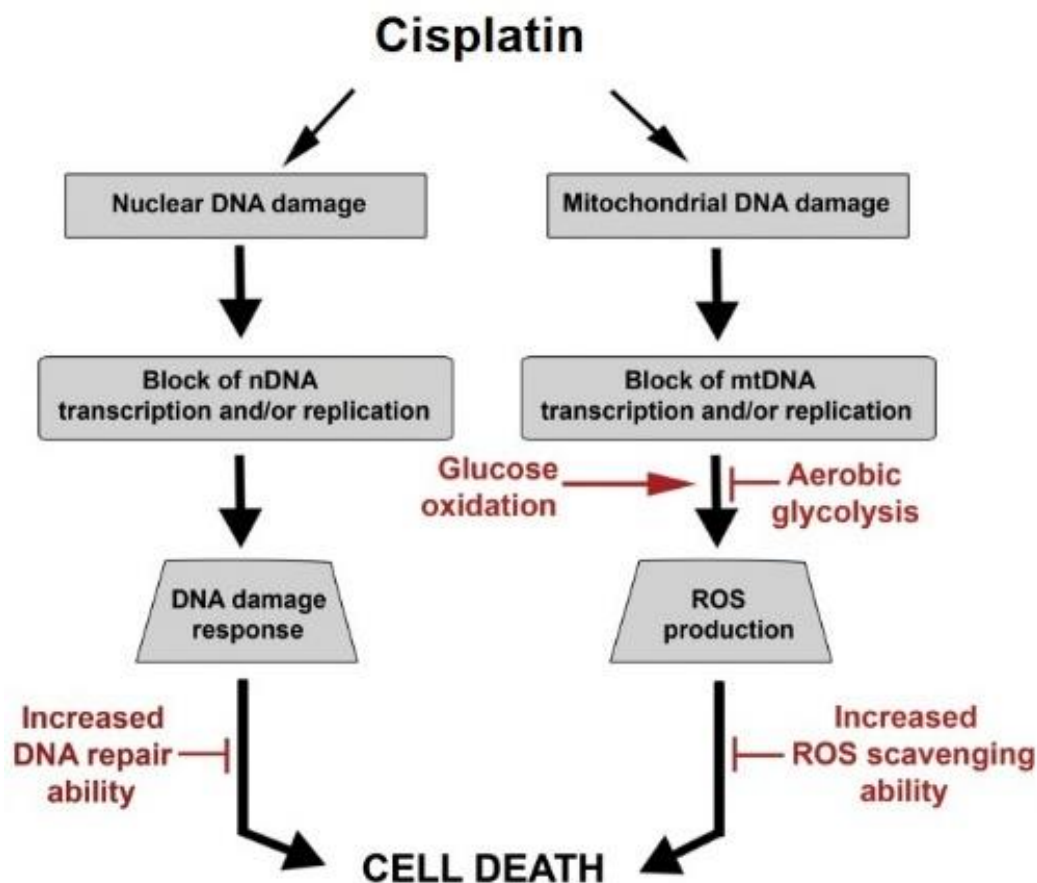 Cisplatin
Nuclear DNA damage
Mitochondrial DNA damage
Block of nDNA
transcription and/or replication
Block of mtDNA
transcription and/or replication
Glucose
oxidation
Aerobic
glycolysis
DNA damage
response
ROS
production
Increased
DNA repair
ability
Increased
ROS scavenging
ability
CELL DEATH